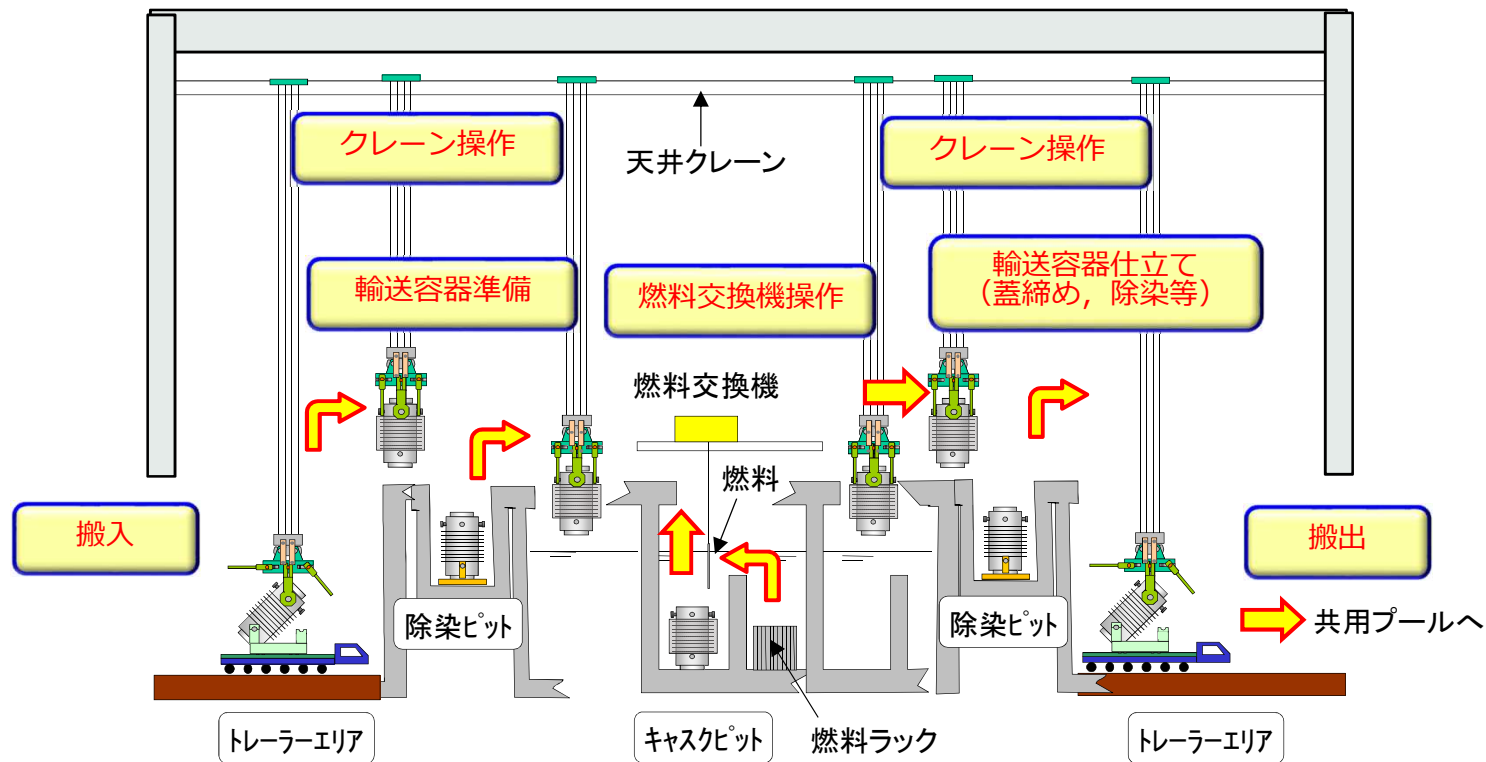 クレーン操作
天井クレーン
クレーン操作
輸送容器準備
燃料交換機操作
輸送容器仕立て
（蓋締め，除染等）
燃料交換機
燃料
搬入
搬出
除染ﾋﾟｯﾄ
除染ﾋﾟｯﾄ
共用プールへ
ﾄﾚｰﾗｰｴﾘｱ
ｷｬｽｸﾋﾟｯﾄ
燃料ラック
ﾄﾚｰﾗｰｴﾘｱ